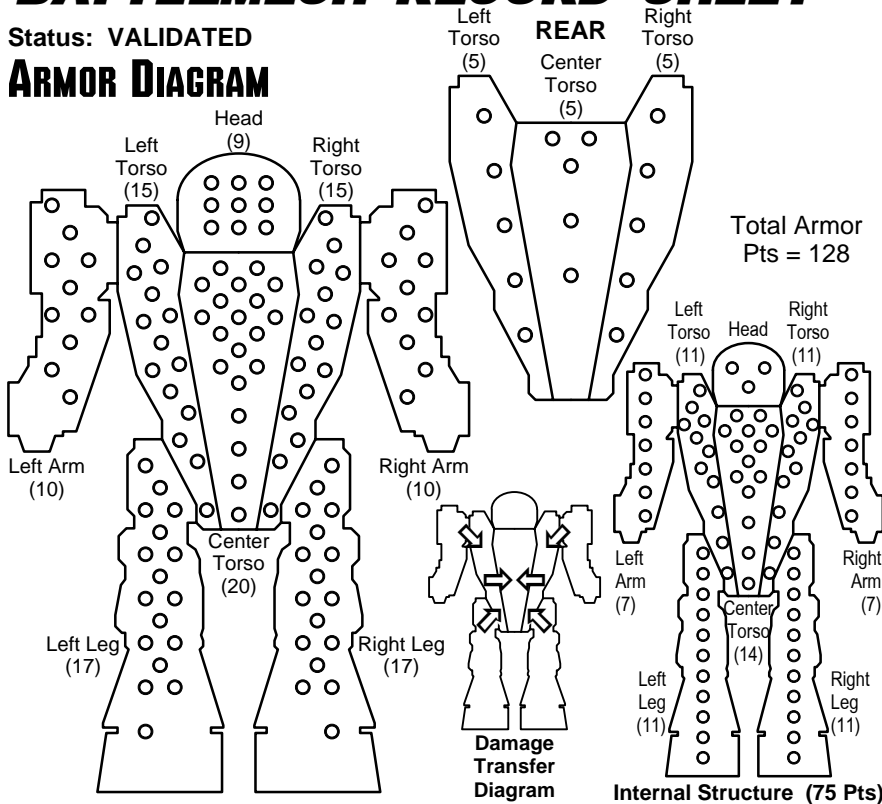 BATTLEMECH RECORD SHEET
Status: VALIDATED
ARMOR DIAGRAM
Head
(9)
Left
Torso
(15)
Right
Torso
(15)
Left Arm
(10)
Right Arm
(10)
Center
Torso
(20)
Left Leg
(17)
Right Leg
(17)
REAR
Left
Torso
(5)
Center
Torso
(5)
Right
Torso
(5)
Total Armor
Pts = 128
Left
Torso
(11)
Head
Right
Torso
(11)
Left
Arm
(7)
Right
Arm
(7)
Center
Torso
(14)
Left
Leg
(11)
Right
Leg
(11)
Damage
Transfer
Diagram
Internal Structure (75 Pts)